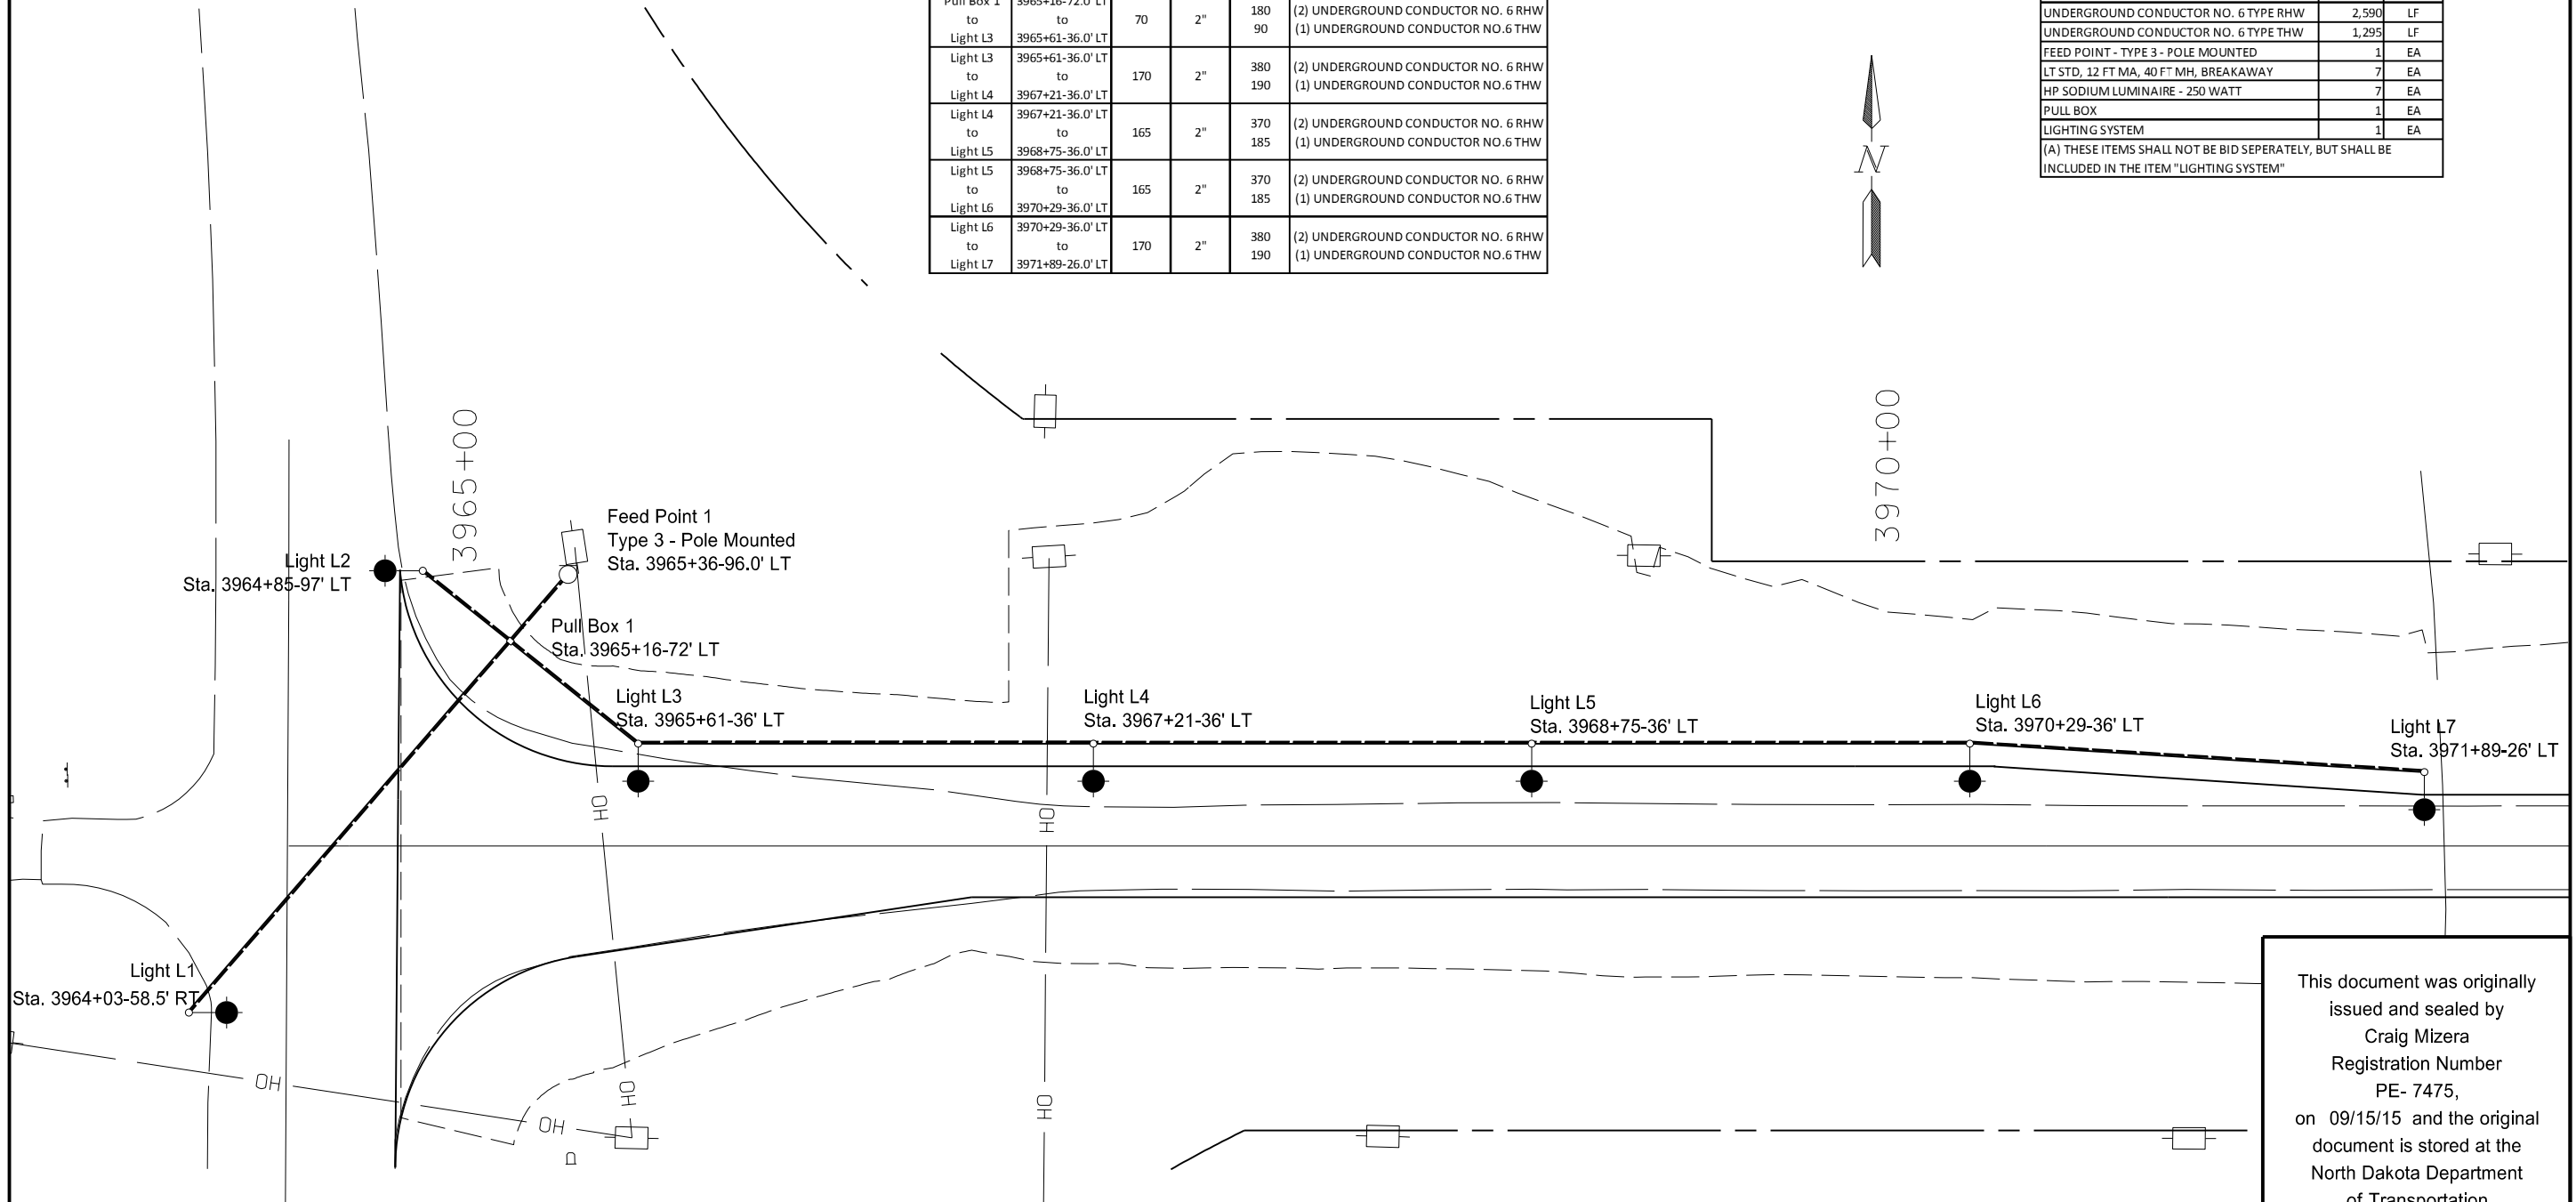 Pull Box 1 3965+16-72.0' LT
to to 70 2" 180 (2) UNDERGROUND CONDUCTOR NO. 6 RHW
90 (1) UNDERGROUND CONDUCTOR NO.6 THW
Light L3 3965+61-36.0' LT
Light L3 3965+61-36.0' LT
to to 170 2" 380 (2) UNDERGROUND CONDUCTOR NO. 6 RHW
190 (1) UNDERGROUND CONDUCTOR NO.6 THW
Light L4 3967+21-36.0' LT
Light L4 3967+21-36.0' LT
to to 165 2" 370 (2) UNDERGROUND CONDUCTOR NO. 6 RHW
185 (1) UNDERGROUND CONDUCTOR NO.6 THW
Light L5 3968+75-36.0' LT
Light L5 3968+75-36.0' LT
to to 165 2" 370 (2) UNDERGROUND CONDUCTOR NO. 6 RHW
185 (1) UNDERGROUND CONDUCTOR NO.6 THW
Light L6 3970+29-36.0' LT
Light L6 3970+29-36.0' LT
to to 170 2" 380 (2) UNDERGROUND CONDUCTOR NO. 6 RHW
190 (1) UNDERGROUND CONDUCTOR NO.6 THW
Light L7 3971+89-26.0' LT
UNDERGROUND CONDUCTOR NO. 6 TYPE RHW 2,590 LF
UNDERGROUND CONDUCTOR NO. 6 TYPE THW 1,295 LF
FEED POINT - TYPE 3 - POLE MOUNTED 1 EA
LT STD, 12 FT MA, 40 FT MH, BREAKAWAY 7 EA
HP SODIUM LUMINAIRE - 250 WATT 7 EA
PULL BOX 1 EA
LIGHTING SYSTEM 1 EA
(A) THESE ITEMS SHALL NOT BE BID SEPERATELY, BUT SHALL BE
INCLUDED IN THE ITEM "LIGHTING SYSTEM"
N
3965+00
3970+00
Feed Point 1
Type 3 - Pole Mounted
Sta. 3965+36-96.0' LT
Light L2
Sta. 3964+85-97' LT
Pull Box 1
Sta. 3965+16-72' LT
Light L3
Sta. 3965+61-36' LT
Light L4
Sta. 3967+21-36' LT
Light L5
Sta. 3968+75-36' LT
Light L6
Sta. 3970+29-36' LT
Light L7
Sta. 3971+89-26' LT
OH
OH
Light L1
Sta. 3964+03-58.5' RT
OH
OH
OH
OH
This document was originally
issued and sealed by
Craig Mizera
Registration Number
PE- 7475,
on 09/15/15 and the original
document is stored at the
North Dakota Department
of Transportation